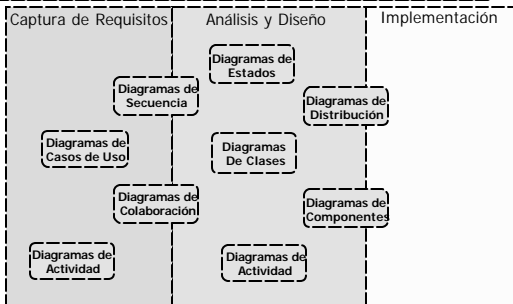 Captura de Requisitos
Análisis y Diseño
Implementación
Diagramas de
Estados
Diagramas de
Secuencia
Diagramas de
Distribución
Diagramas de
Casos de Uso
Diagramas
De Clases
Diagramas de
Colaboración
Diagramas de
Componentes
Diagramas de
Actividad
Diagramas de
Actividad